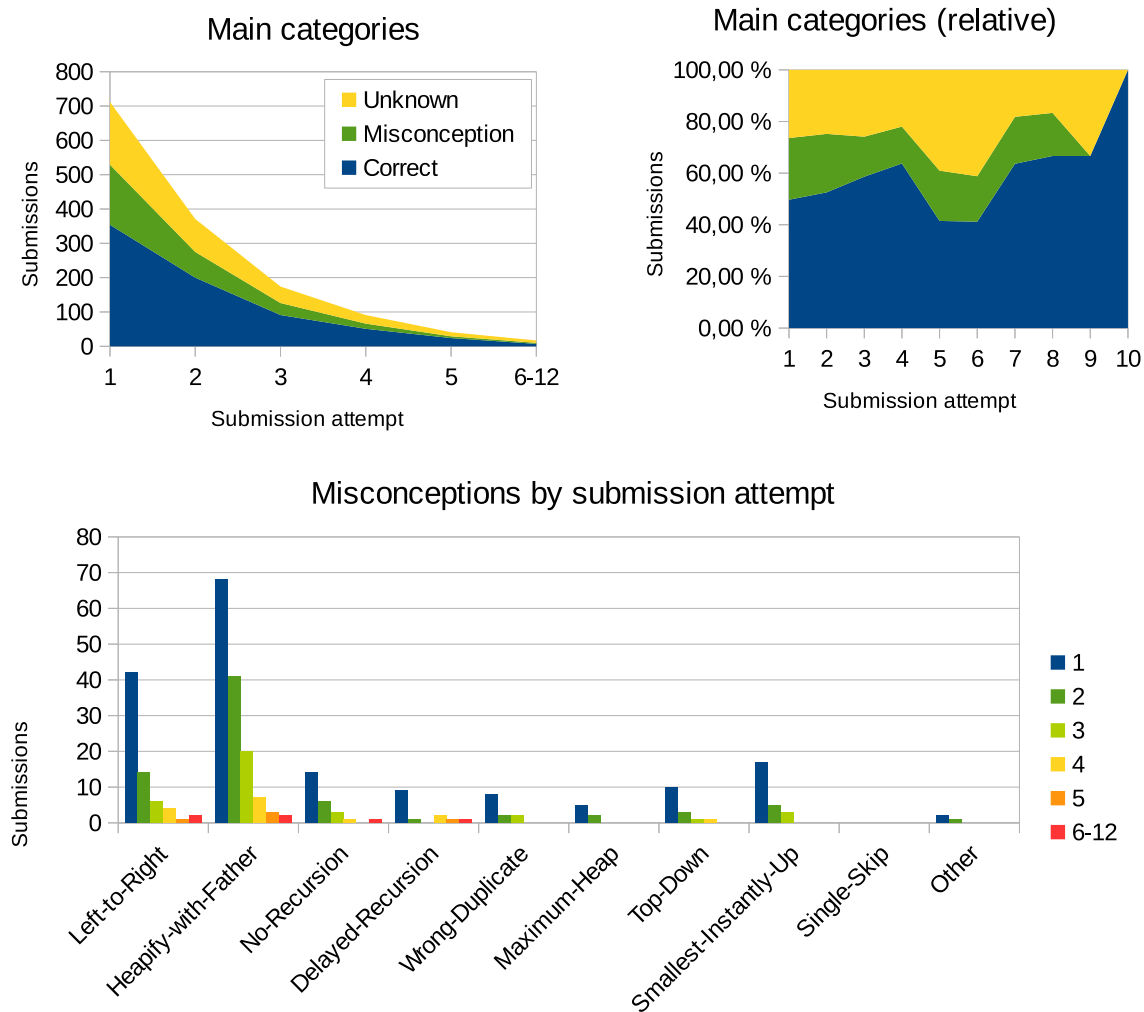 Main categories
800
700
600
500
400
300
200
100
0
Submissions
Unknown
Misconception
Correct
1 2 3 4 5 6-12
Submission attempt
Main categories (relative)
100,00 %
80,00 %
60,00 %
40,00 %
20,00 %
0,00 %
Submissions
1 2 3 4 5 6 7 8 9 10
Submission attempt
Misconceptions by submission attempt
80
70
60
50
40
30
20
10
0
Submissions
Left-to-Right
Heapify-with-Father
No-Recursion
Delayed-Recursion
Wrong-Duplicate
Maximum-Heap
Top-Down
Smallest-Instantly-Up
Single-Skip
Other
1
2
3
4
5
6-12